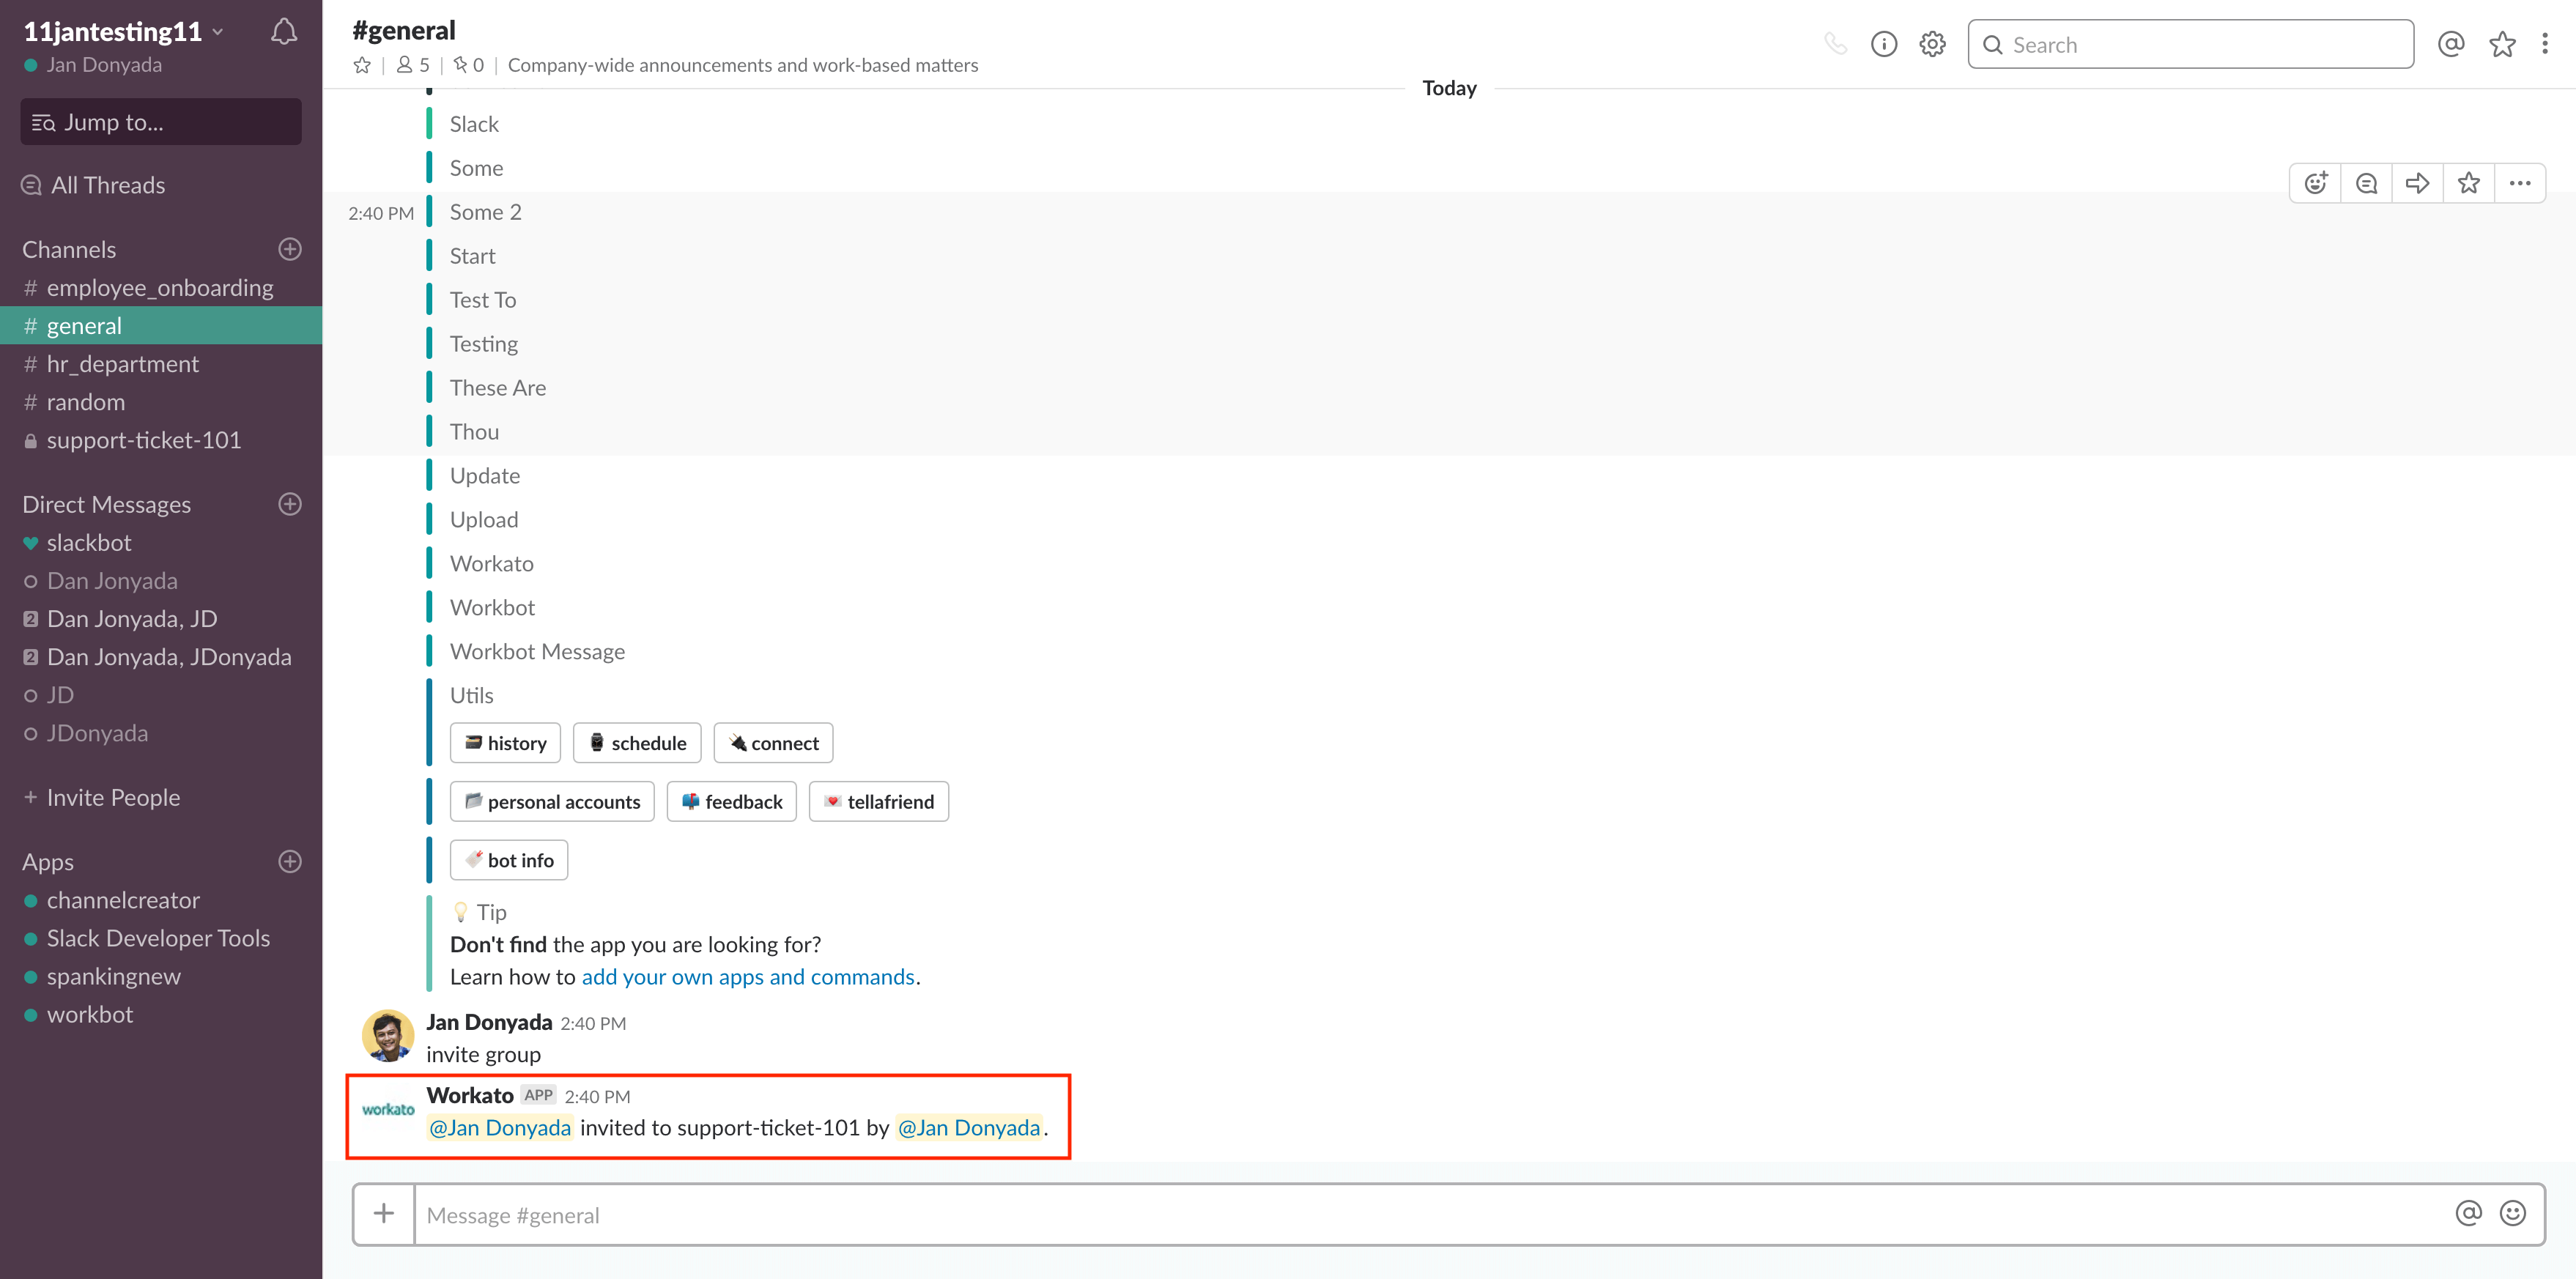 11jantesting11
Jan Donyada
Jump to...
All Threads
Channels
# employee_onboarding
# general
# hr_department
# random
support-ticket-101
Direct Messages
slackbot
Dan Jonyada
2 Dan Jonyada, JD
2 Dan Jonyada, JDonyada
JD
JDonyada
+ Invite People
Apps
channelcreator
Slack Developer Tools
spankingnew
workbot
#general
5 | 0 | Company-wide announcements and work-based matters
Search
Today
Slack
Some
2:40 PM Some 2
Start
Test To
Testing
These Are
Thou
Update
Upload
Workato
Workbot
Workbot Message
Utils
history schedule connect
personal accounts feedback tellafriend
bot info
Tip
Don't find the app you are looking for?
Learn how to add your own apps and commands.
Jan Donyada 2:40 PM
invite group
workato
Workato APP 2:40 PM
@Jan Donyada invited to support-ticket-101 by @Jan Donyada.
Message #general